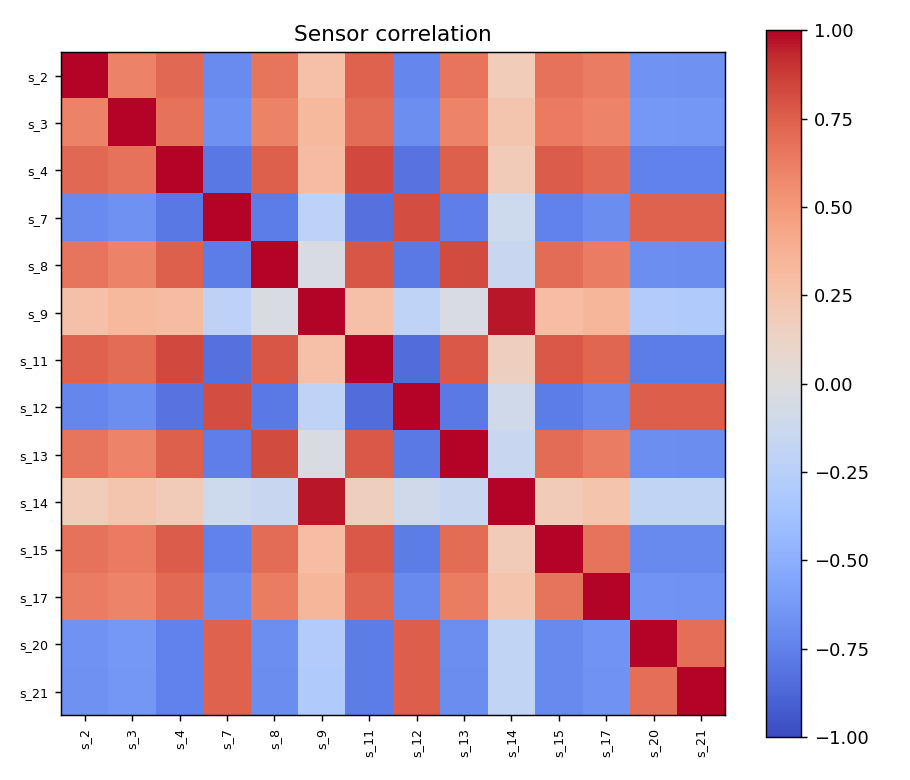 Sensor correlation
s_2
s_3
s_4
s_7
s_8
s_9
s_11
s_12
s_13
s_14
s_15
s_17
s_20
s_21
s_2
s_3
s_4
s_7
s_8
s_9
s_11
s_12
s_13
s_14
s_15
s_17
s_20
s_21
1.00
0.75
0.50
0.25
0.00
−0.25
−0.50
−0.75
−1.00